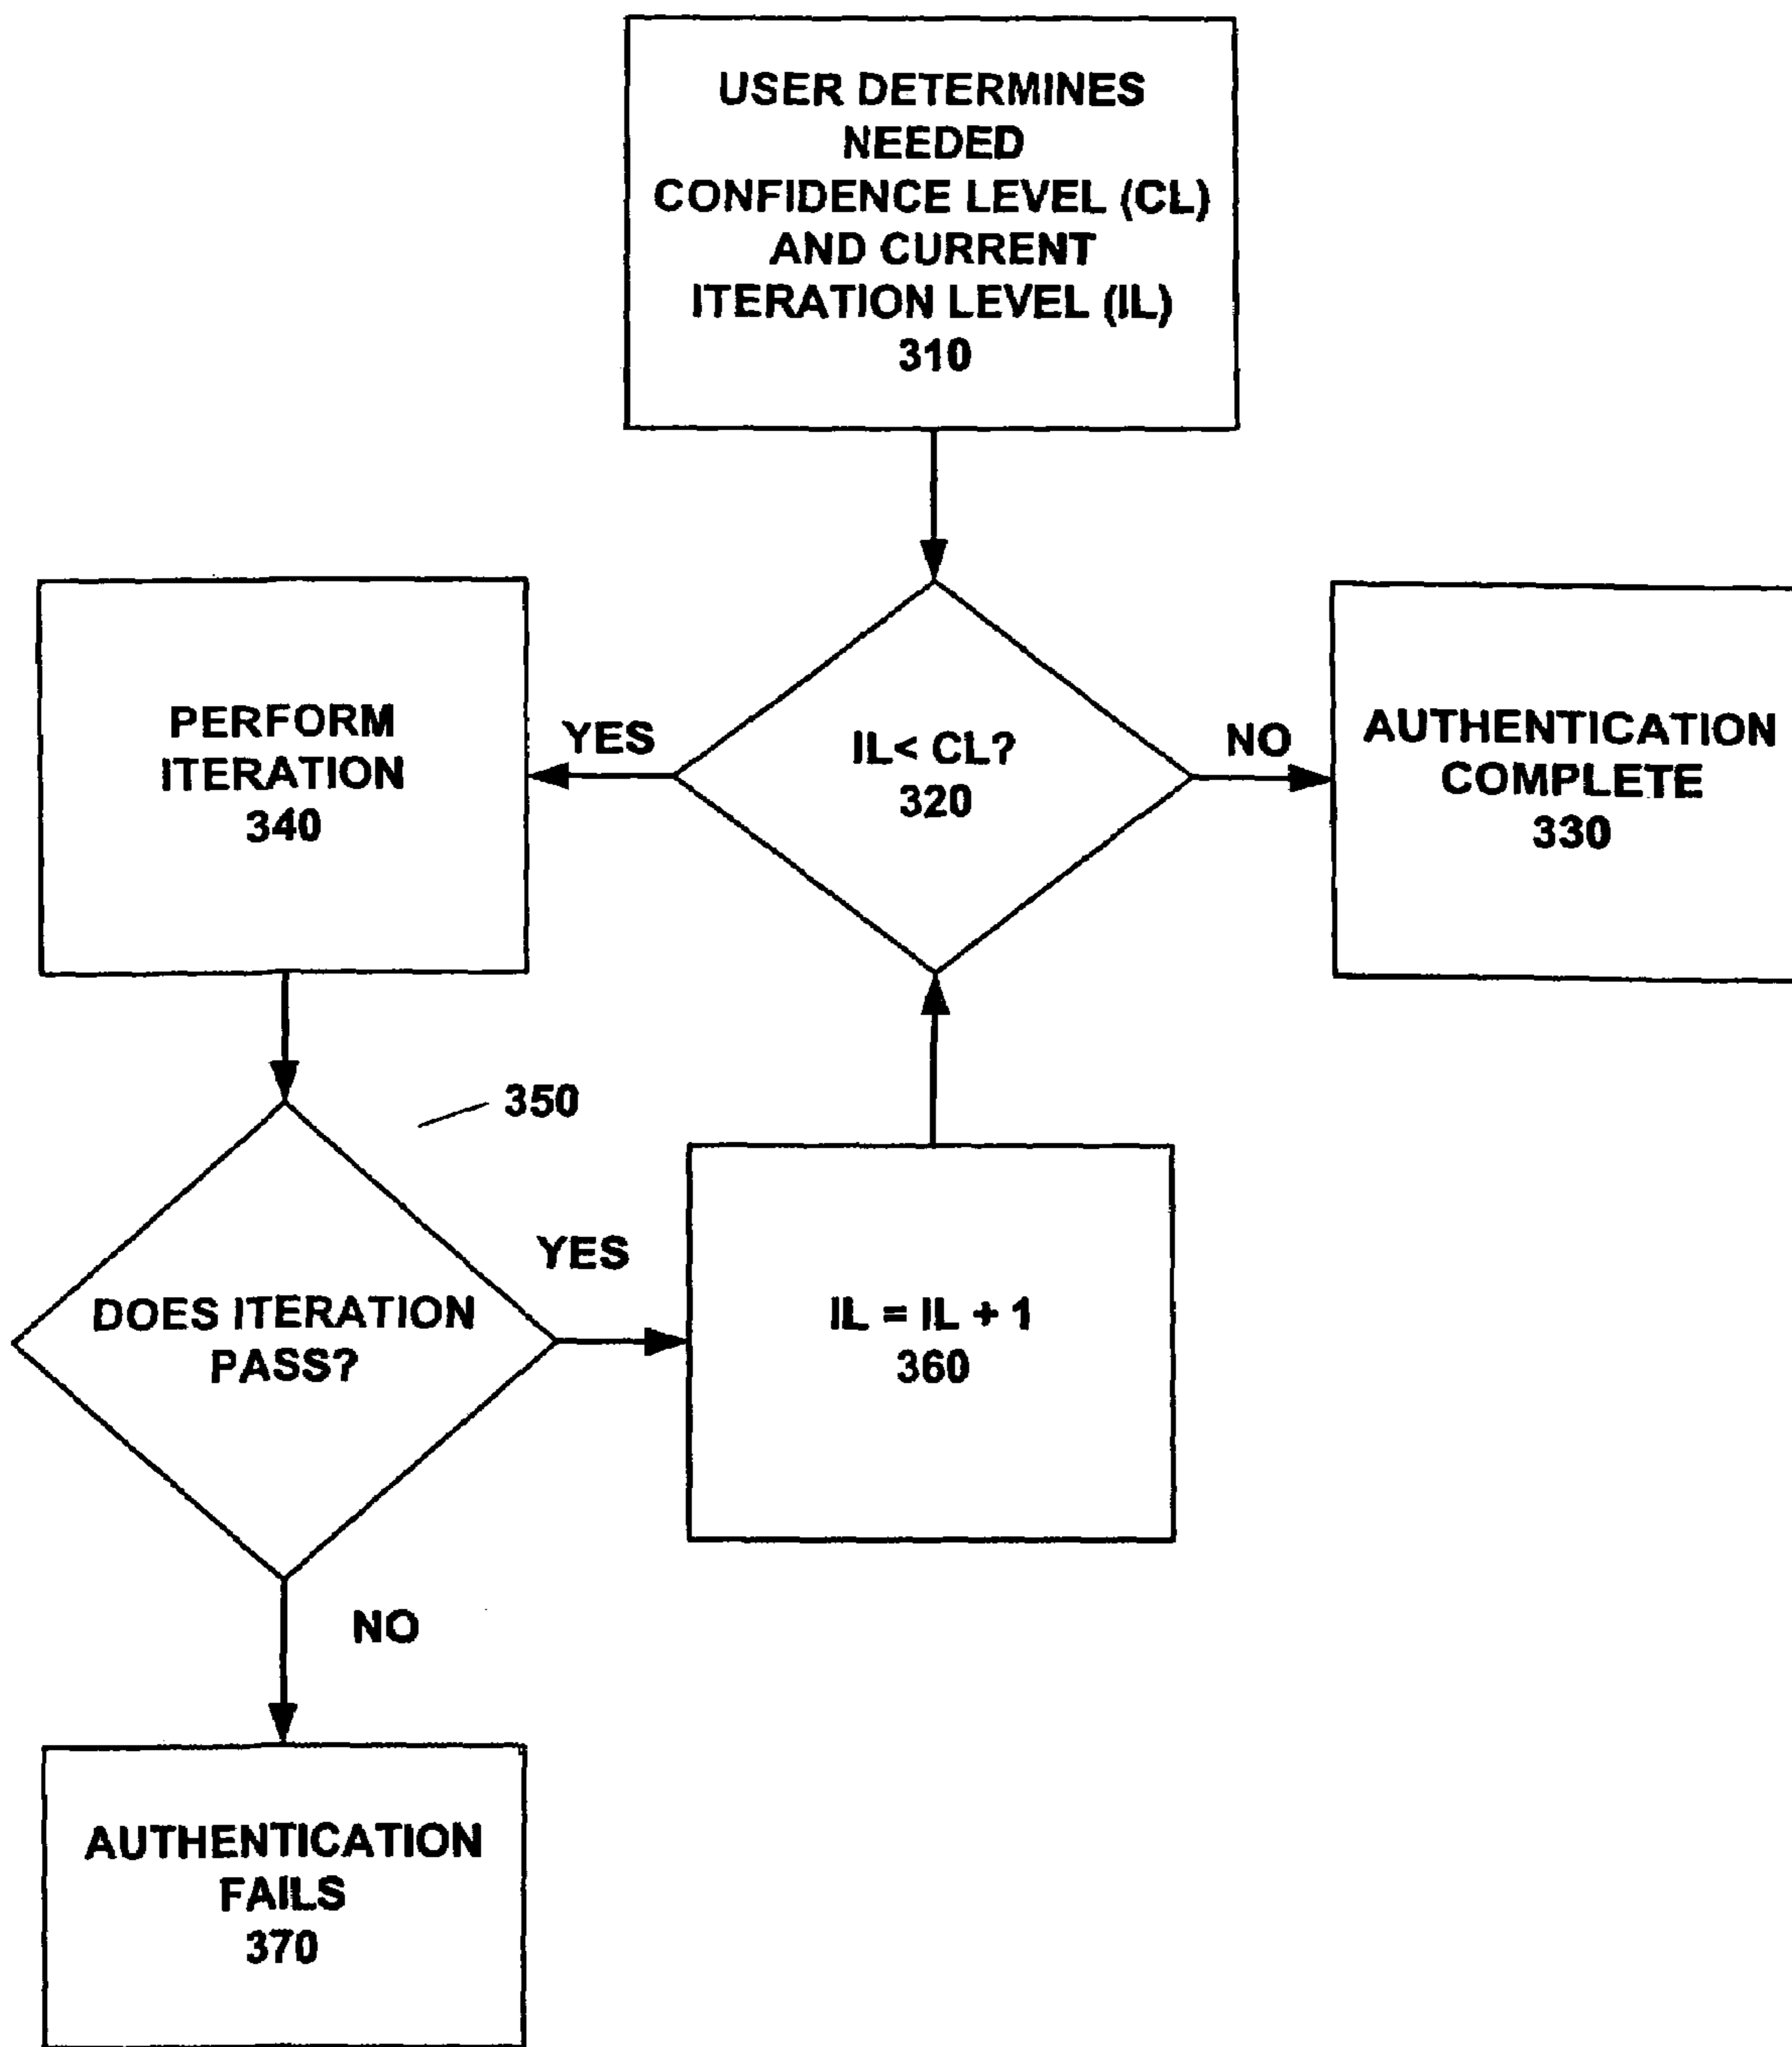 USER DETERMINES
NEEDED
CONFIDENCE LEVEL (CL)
AND CURRENT
ITERATION LEVEL (IL)
310
PERFORM
ITERATION
340
YES
IL< CL?
320
NO
AUTHENTICATION
COMPLETE
330
350
DOES ITERATION
PASS?
YES
IL = IL + 1
360
NO
AUTHENTICATION
FAILS
370